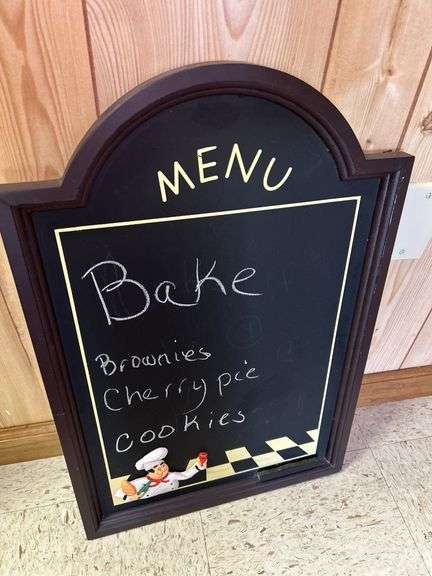 MENU
Bake
Brownies
Cherry pie
cookies